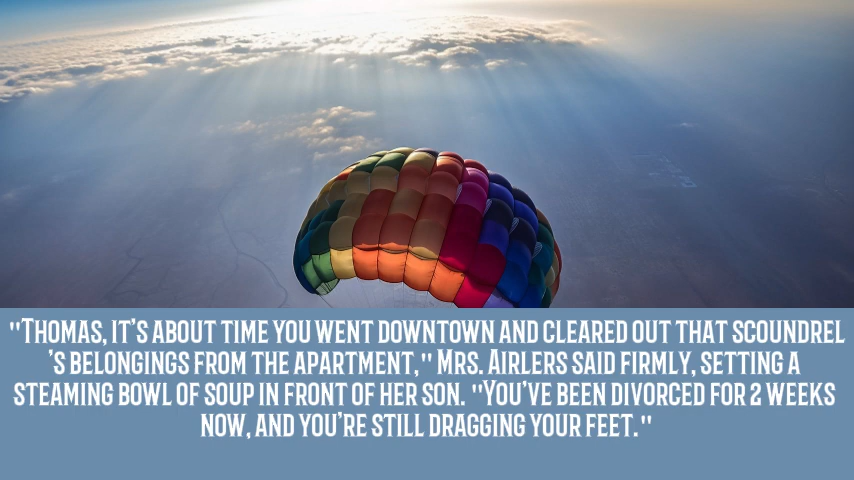 "Thomas, it's about time you went downtown and cleared out that scoundrel
's belongings from the apartment," Mrs. Airlers said firmly, setting a
steaming bowl of soup in front of her son. "You've been divorced for 2 weeks
now, and you're still dragging your feet."